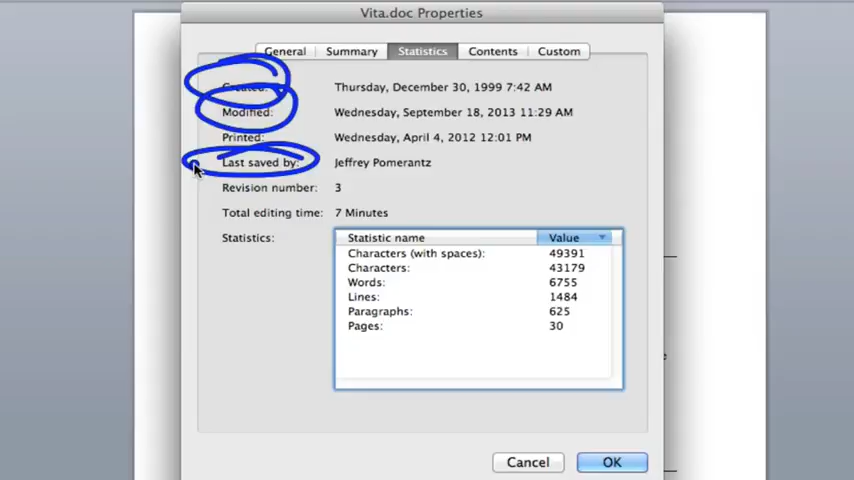 Vita.doc Properties
General Summary Statistics Contents Custom
Created: Thursday, December 30, 1999 7:42 AM
Modified: Wednesday, September 18, 2013 11:29 AM
Printed: Wednesday, April 4, 2012 12:01 PM
Last saved by: Jeffrey Pomerantz
Revision number: 3
Total editing time: 7 Minutes
Statistics: Statistic name Value
Characters (with spaces): 49391
Characters: 43179
Words: 6755
Lines: 1484
Paragraphs: 625
Pages: 30
Cancel OK